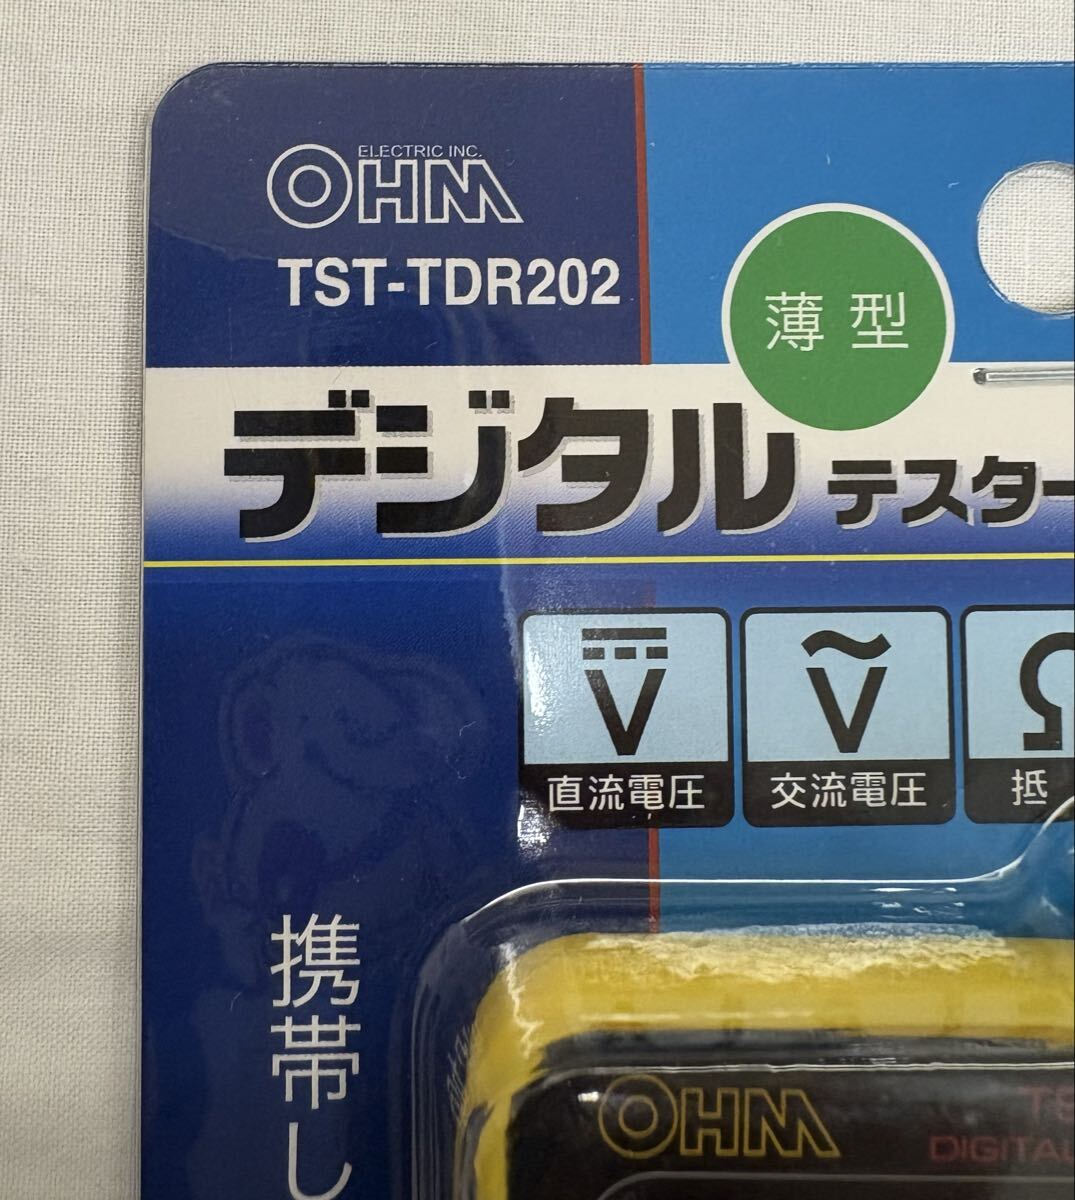 ELECTRIC INC.
OHM
TST-TDR202
薄型
デジタルテスター
V
V
Ω
直流電圧
交流電圧
抵
携帯し
OHM
DIGITAL